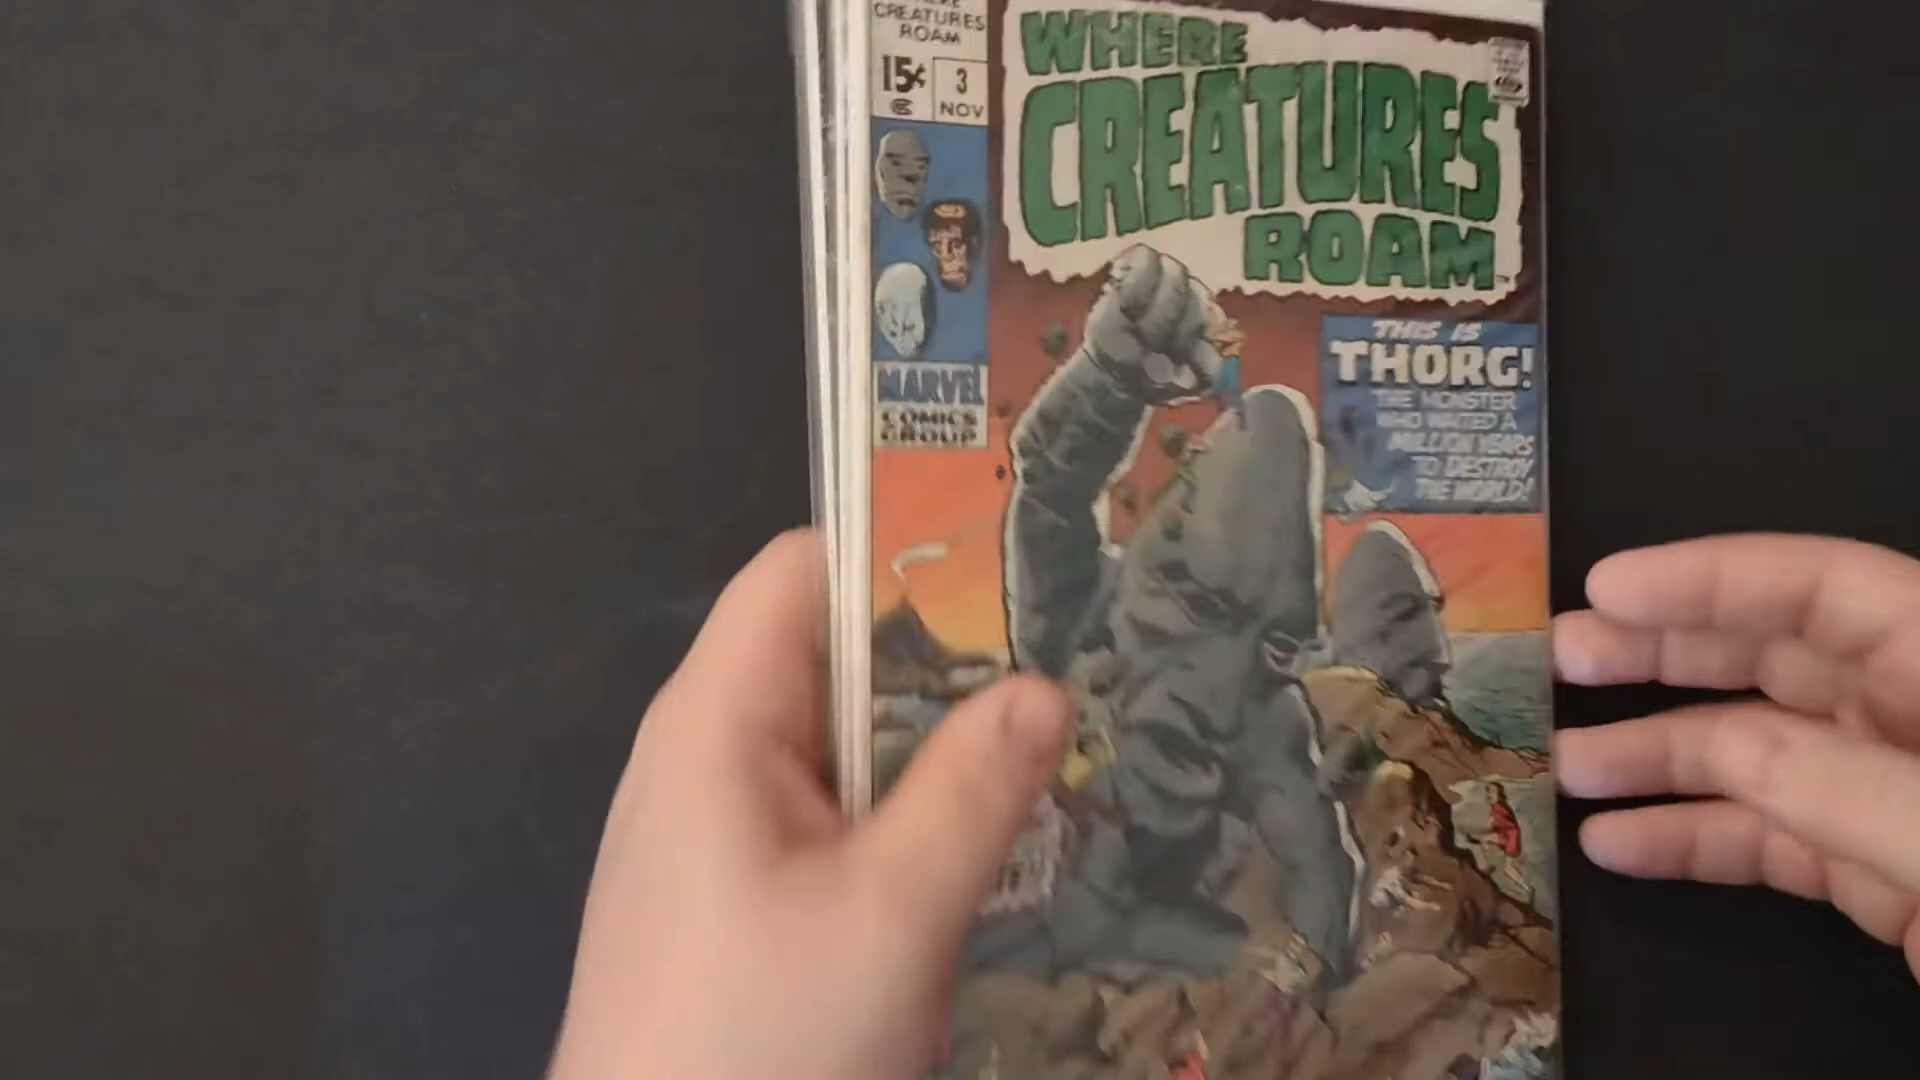 CREATURES
ROAM
15¢
3
NOV
MARVEL
COMICS
GROUP
WHERE
CREATURES
ROAM
THIS IS
THORG!
THE MONSTER
WHO WAITED A
MILLION YEARS
TO DESTROY
THE WORLD!